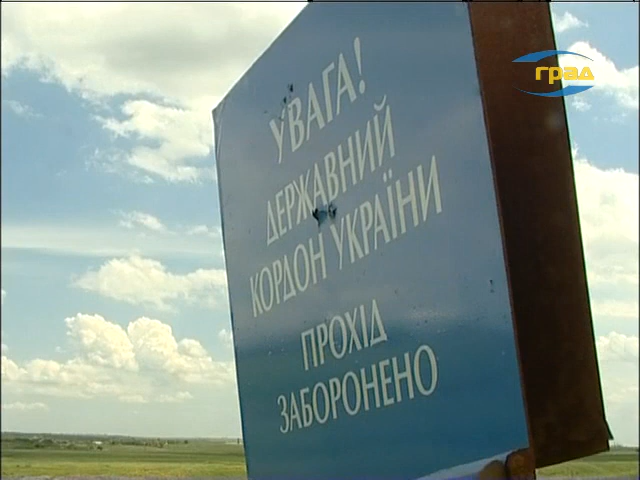 град
УВАГА!
ДЕРЖАВНИЙ
КОРДОН УКРАЇНИ
ПРОХІД
ЗАБОРОНЕНО